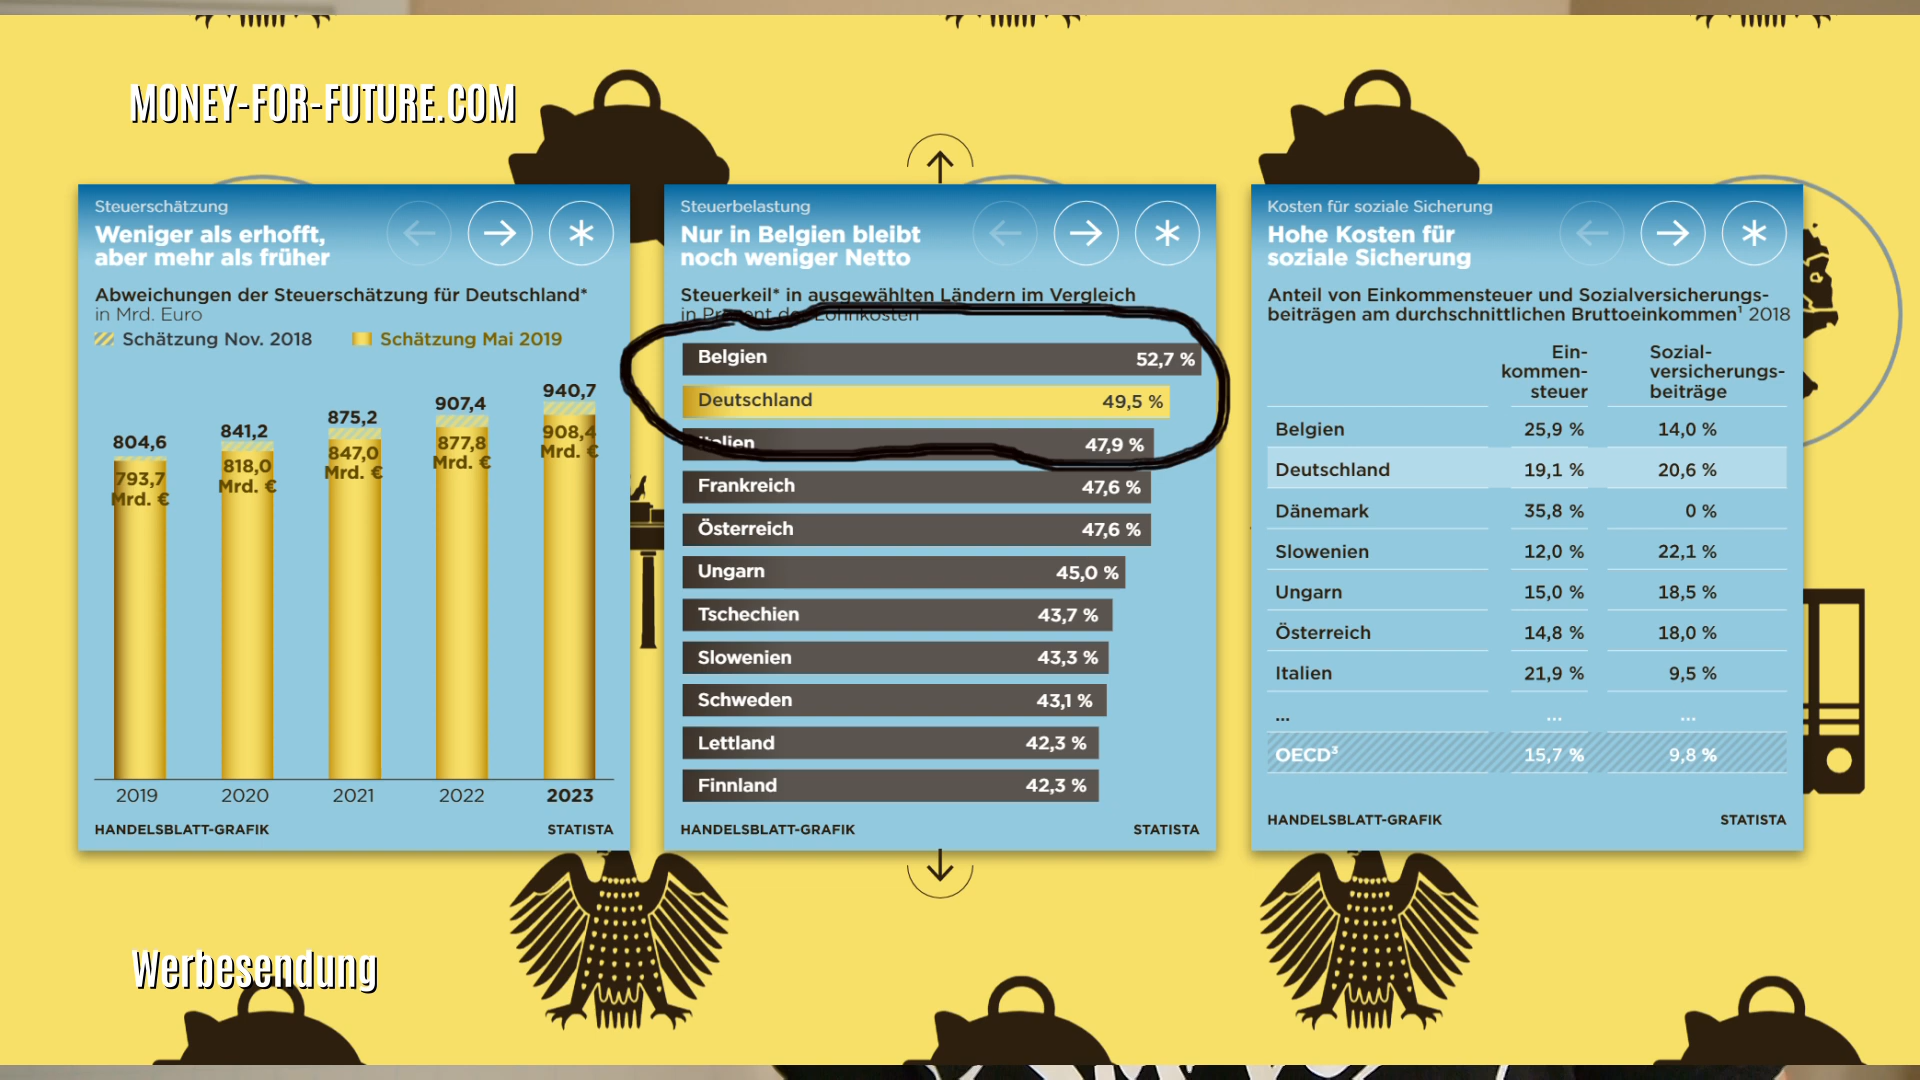 MONEY-FOR-FUTURE.COM
Steuerschätzung
Weniger als erhofft,
aber mehr als früher
Abweichungen der Steuerschätzung für Deutschland*
in Mrd. Euro
Schätzung Nov. 2018
Schätzung Mai 2019
804,6
841,2
875,2
907,4
940,7
793,7
Mrd. €
818,0
Mrd. €
847,0
Mrd. €
877,8
Mrd. €
908,4
Mrd. €
2019
2020
2021
2022
2023
HANDELSBLATT-GRAFIK
STATISTA
Steuerbelastung
Nur in Belgien bleibt
noch weniger Netto
Steuerkeil* in ausgewählten Ländern im Vergleich
in Prozent der Lohnkosten
Belgien 52,7 %
Deutschland 49,5 %
Italien 47,9 %
Frankreich 47,6 %
Österreich 47,6 %
Ungarn 45,0 %
Tschechien 43,7 %
Slowenien 43,3 %
Schweden 43,1 %
Lettland 42,3 %
Finnland 42,3 %
HANDELSBLATT-GRAFIK
STATISTA
Kosten für soziale Sicherung
Hohe Kosten für
soziale Sicherung
Anteil von Einkommensteuer und Sozialversicherungs-
beiträgen am durchschnittlichen Bruttoeinkommen¹ 2018
Ein-
kommen-
steuer
Sozial-
versicherungs-
beiträge
Belgien 25,9 % 14,0 %
Deutschland 19,1 % 20,6 %
Dänemark 35,8 % 0 %
Slowenien 12,0 % 22,1 %
Ungarn 15,0 % 18,5 %
Österreich 14,8 % 18,0 %
Italien 21,9 % 9,5 %
... ... ...
OECD³ 15,7 % 9,8 %
HANDELSBLATT-GRAFIK
STATISTA
Werbesendung